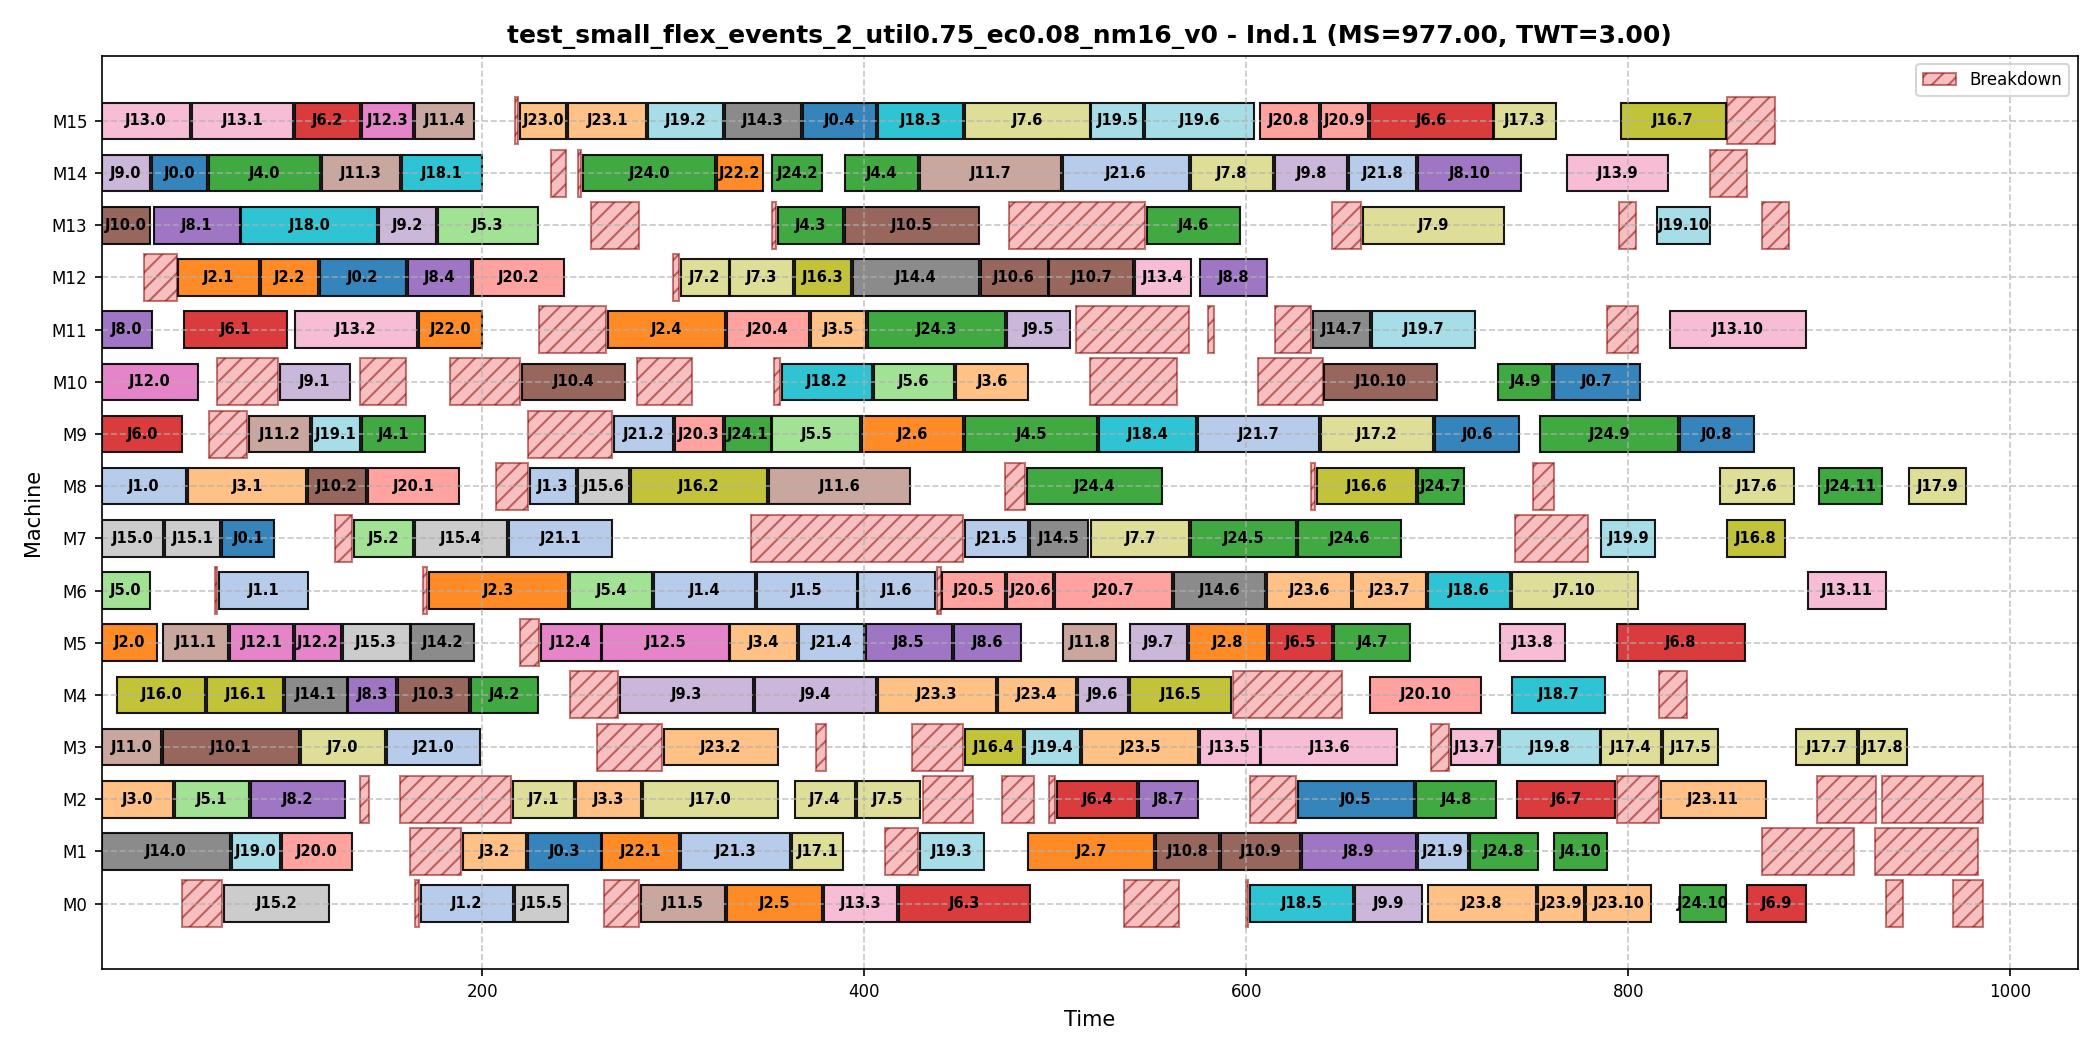 test_small_flex_events_2_util0.75_ec0.08_nm16_v0 - Ind.1 (MS=977.00, TWT=3.00)
Breakdown
M15 J13.0 J13.1 J6.2 J12.3 J11.4 J23.0 J23.1 J19.2 J14.3 J0.4 J18.3 J7.6 J19.5 J19.6 J20.8 J20.9 J6.6 J17.3 J16.7
M14 J9.0 J0.0 J4.0 J11.3 J18.1 J24.0 J22.2 J24.2 J4.4 J11.7 J21.6 J7.8 J9.8 J21.8 J8.10 J13.9
M13 J10.0 J8.1 J18.0 J9.2 J5.3 J4.3 J10.5 J4.6 J7.9 J19.10
M12 J2.1 J2.2 J0.2 J8.4 J20.2 J7.2 J7.3 J16.3 J14.4 J10.6 J10.7 J13.4 J8.8
M11 J8.0 J6.1 J13.2 J22.0 J2.4 J20.4 J3.5 J24.3 J9.5 J14.7 J19.7 J13.10
M10 J12.0 J9.1 J10.4 J18.2 J5.6 J3.6 J10.10 J4.9 J0.7
M9 J6.0 J11.2 J19.1 J4.1 J21.2 J20.3 J24.1 J5.5 J2.6 J4.5 J18.4 J21.7 J17.2 J0.6 J24.9 J0.8
M8 J1.0 J3.1 J10.2 J20.1 J1.3 J15.6 J16.2 J11.6 J24.4 J16.6 J24.7 J17.6 J24.11 J17.9
M7 J15.0 J15.1 J0.1 J5.2 J15.4 J21.1 J21.5 J14.5 J7.7 J24.5 J24.6 J19.9 J16.8
M6 J5.0 J1.1 J2.3 J5.4 J1.4 J1.5 J1.6 J20.5 J20.6 J20.7 J14.6 J23.6 J23.7 J18.6 J7.10 J13.11
M5 J2.0 J11.1 J12.1 J12.2 J15.3 J14.2 J12.4 J12.5 J3.4 J21.4 J8.5 J8.6 J11.8 J9.7 J2.8 J6.5 J4.7 J13.8 J6.8
M4 J16.0 J16.1 J14.1 J8.3 J10.3 J4.2 J9.3 J9.4 J23.3 J23.4 J9.6 J16.5 J20.10 J18.7
M3 J11.0 J10.1 J7.0 J21.0 J23.2 J16.4 J19.4 J23.5 J13.5 J13.6 J13.7 J19.8 J17.4 J17.5 J17.7 J17.8
M2 J3.0 J5.1 J8.2 J7.1 J3.3 J17.0 J7.4 J7.5 J6.4 J8.7 J0.5 J4.8 J6.7 J23.11
M1 J14.0 J19.0 J20.0 J3.2 J0.3 J22.1 J21.3 J17.1 J19.3 J2.7 J10.8 J10.9 J8.9 J21.9 J24.8 J4.10
M0 J15.2 J1.2 J15.5 J11.5 J2.5 J13.3 J6.3 J18.5 J9.9 J23.8 J23.9 J23.10 J24.10 J6.9
Machine
200 400 600 800 1000
Time